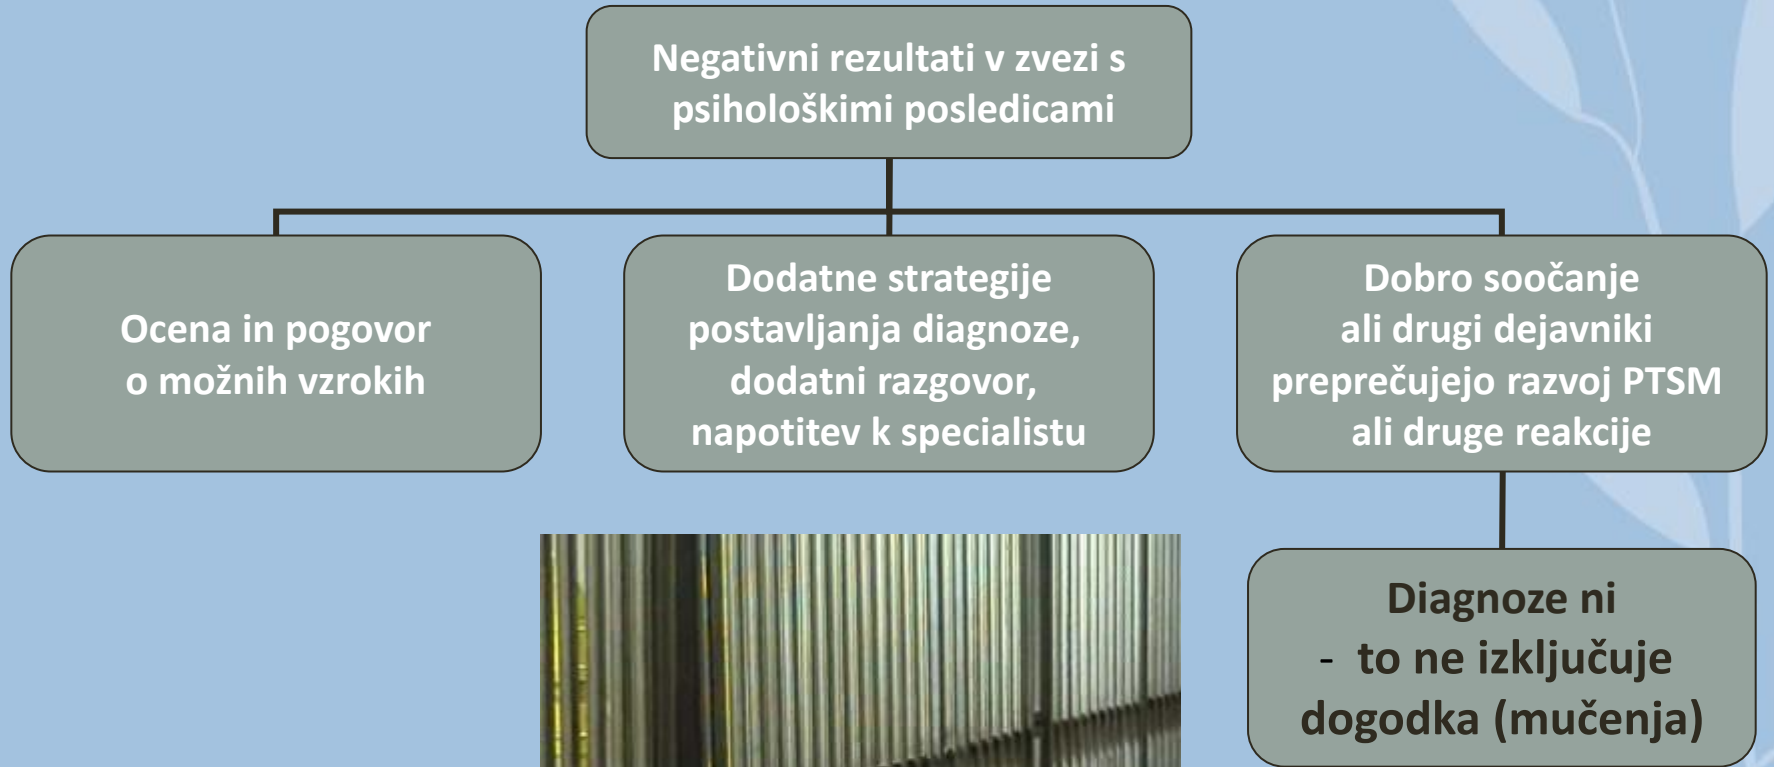 Negativni rezultati v zvezi s
psihološkimi posledicami
Ocena in pogovor
o možnih vzrokih
Dodatne strategije
postavljanja diagnoze,
dodatni razgovor,
napotitev k specialistu
Dobro soočanje
ali drugi dejavniki
preprečujejo razvoj PTSM
ali druge reakcije
Diagnoze ni
- to ne izključuje
dogodka (mučenja)